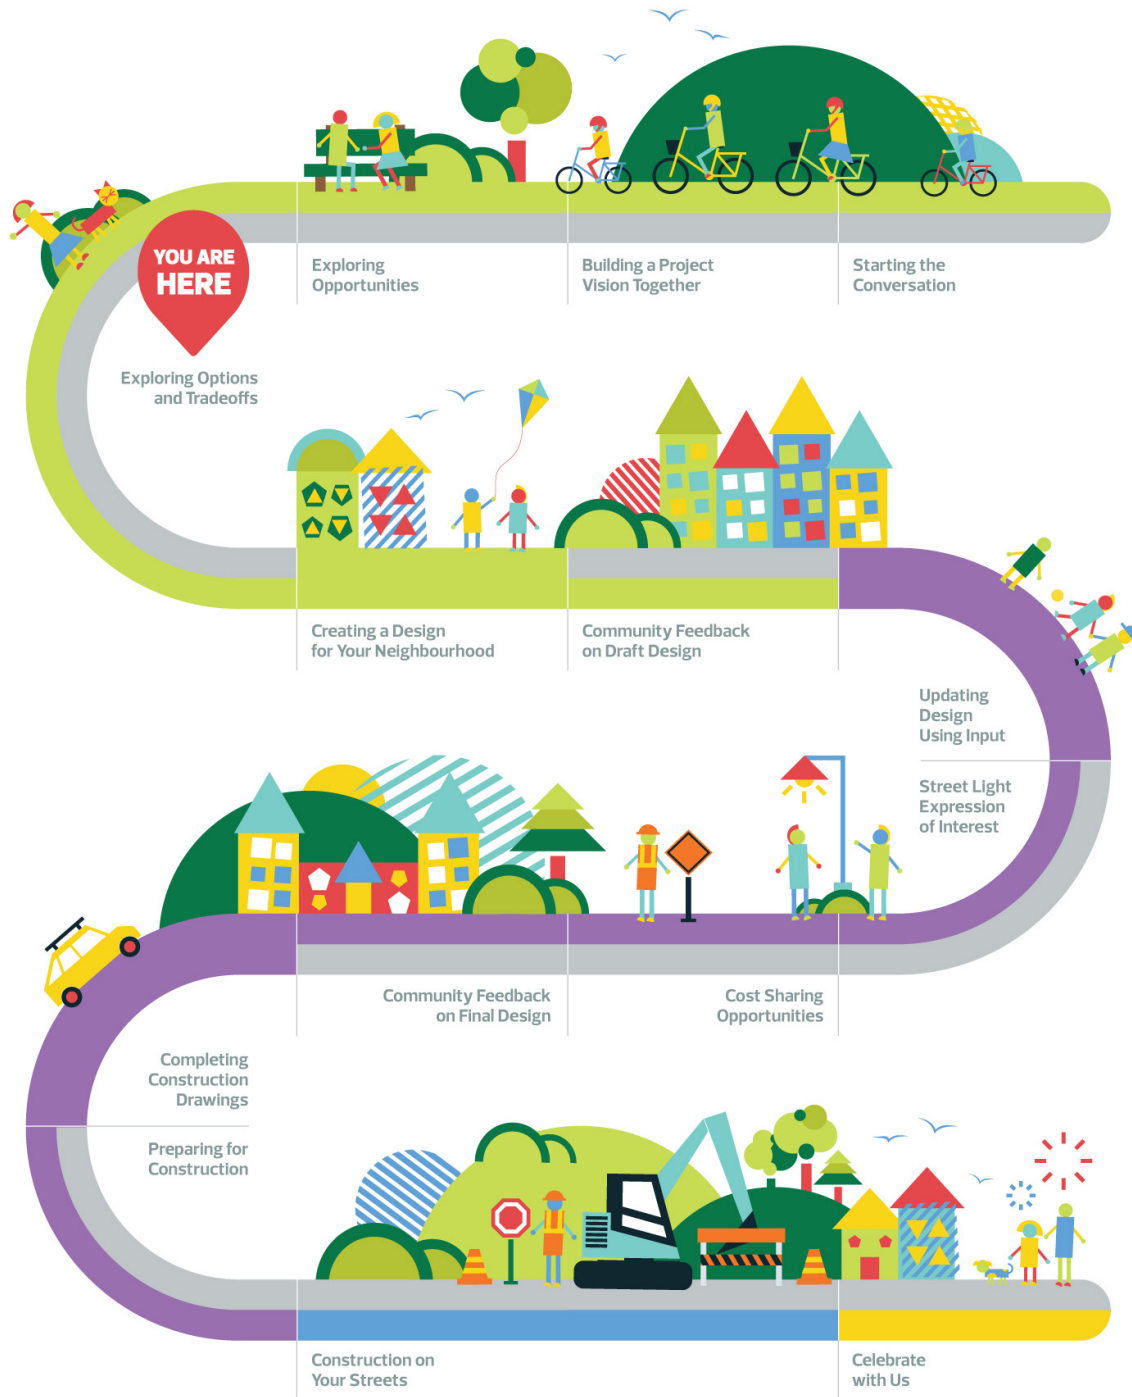 YOU ARE
HERE
Exploring
Opportunities
Building a Project
Vision Together
Starting the
Conversation
Exploring Options
and Tradeoffs
Creating a Design
for Your Neighbourhood
Community Feedback
on Draft Design
Updating
Design
Using Input
Street Light
Expression
of Interest
Community Feedback
on Final Design
Cost Sharing
Opportunities
Completing
Construction
Drawings
Preparing for
Construction
Construction on
Your Streets
Celebrate
with Us